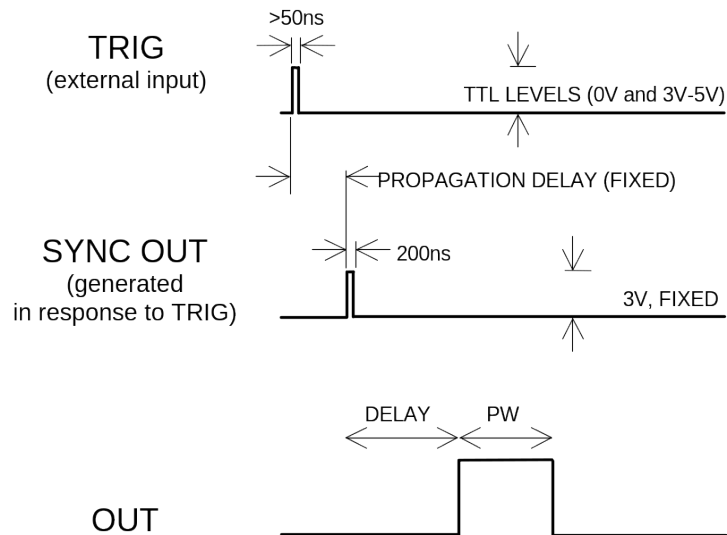 >50ns
TRIG
(external input)
TTL LEVELS (0V and 3V-5V)
PROPAGATION DELAY (FIXED)
SYNC OUT
200ns
(generated
in response to TRIG)
3V, FIXED
DELAY
PW
OUT